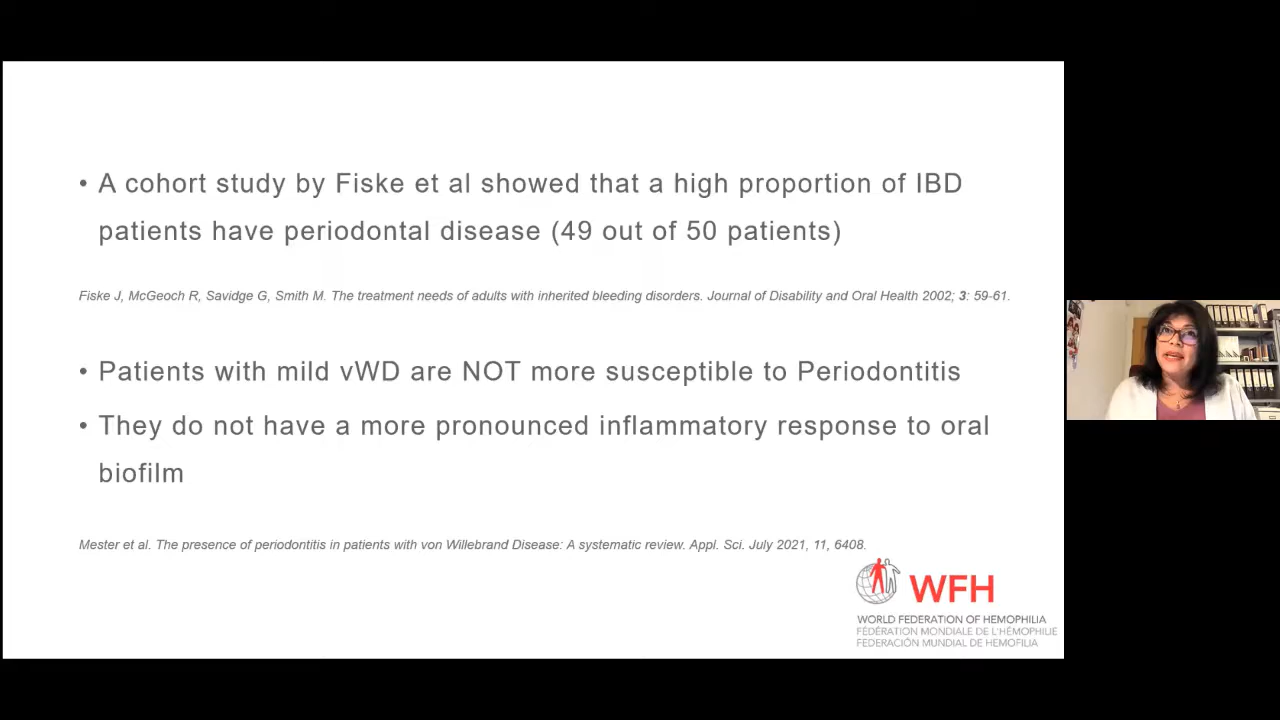 • A cohort study by Fiske et al showed that a high proportion of IBD
patients have periodontal disease (49 out of 50 patients)
Fiske J, McGeoch R, Savidge G, Smith M. The treatment needs of adults with inherited bleeding disorders. Journal of Disability and Oral Health 2002; 3: 59-61.
• Patients with mild vWD are NOT more susceptible to Periodontitis
• They do not have a more pronounced inflammatory response to oral
biofilm
Mester et al. The presence of periodontitis in patients with von Willebrand Disease: A systematic review. Appl. Sci. July 2021, 11, 6408.
WFH
WORLD FEDERATION OF HEMOPHILIA
FÉDÉRATION MONDIALE DE L'HÉMOPHILIE
FEDERACIÓN MUNDIAL DE HEMOFILIA